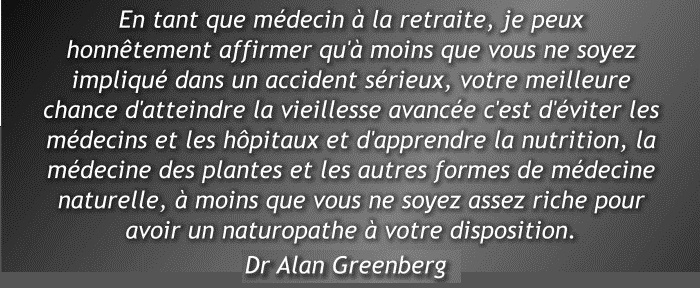 En tant que médecin à la retraite, je peux
honnêtement affirmer qu'à moins que vous ne soyez
impliqué dans un accident sérieux, votre meilleure
chance d'atteindre la vieillesse avancée c'est d'éviter les
médecins et les hôpitaux et d'apprendre la nutrition, la
médecine des plantes et les autres formes de médecine
naturelle, à moins que vous ne soyez assez riche pour
avoir un naturopathe à votre disposition.
Dr Alan Greenberg